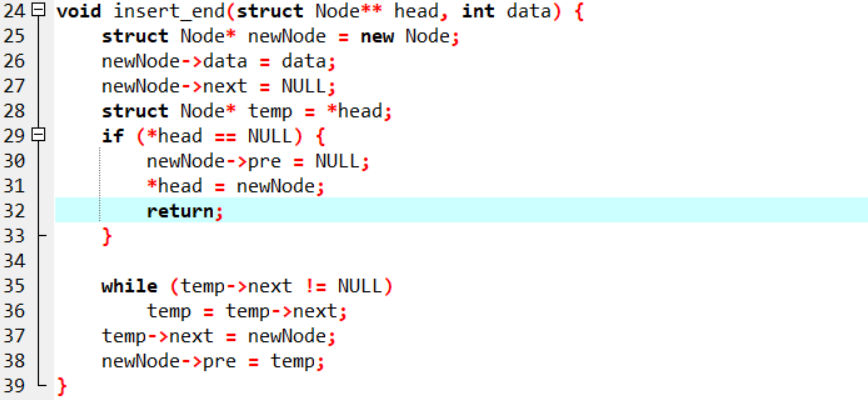 24 void insert_end(struct Node** head, int data) {
25     struct Node* newNode = new Node;
26     newNode->data = data;
27     newNode->next = NULL;
28     struct Node* temp = *head;
29     if (*head == NULL) {
30         newNode->pre = NULL;
31         *head = newNode;
32         return;
33     }
34
35     while (temp->next != NULL)
36         temp = temp->next;
37     temp->next = newNode;
38     newNode->pre = temp;
39 }